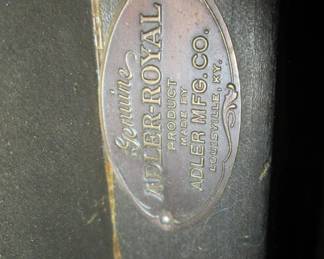 Genuine
ADLER-ROYAL
PRODUCT
MADE BY
ADLER MFG. CO.
LOUISVILLE, KY.